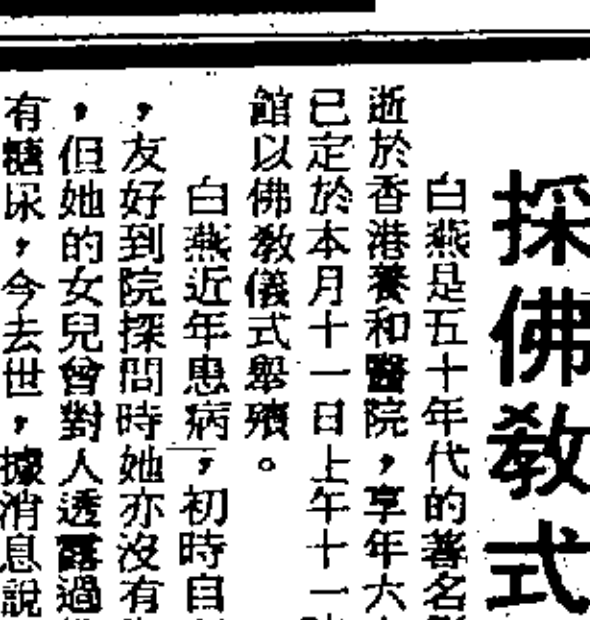 採佛教式
白燕是五十年代的著名
逝於香港養和醫院，享年六
已定於本月十一日上午十一
館以佛教儀式舉殯。
白燕近年患病，初時自
，友好到院探問時她亦沒有
，但她的女兒曾對人透露過
有糖尿，今去世，據消息說